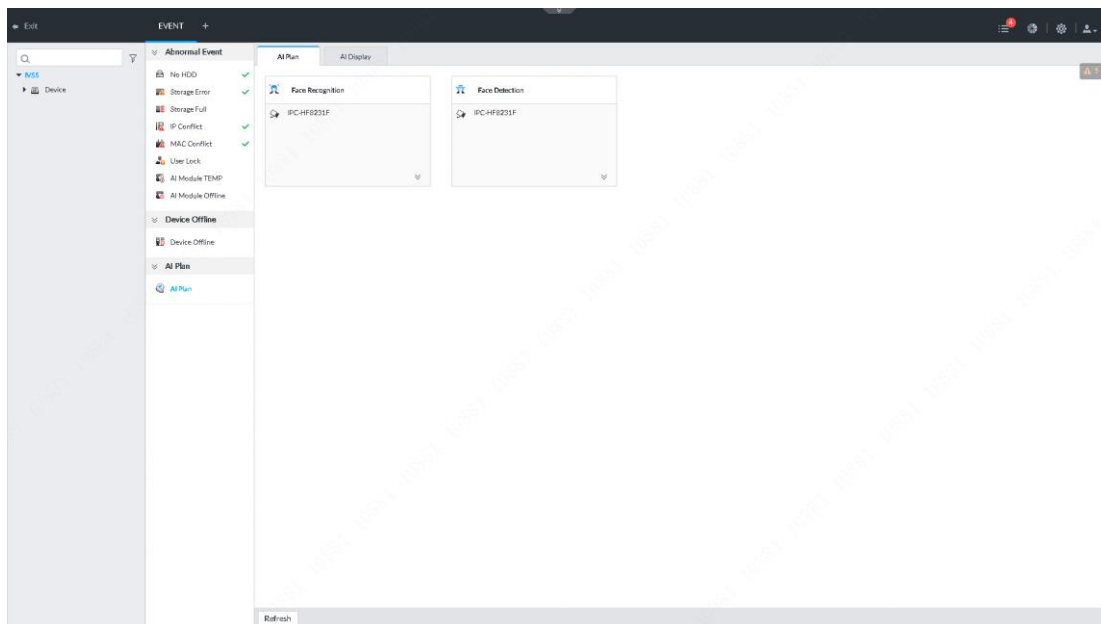 Exit
EVENT +
4
IVSS
Device
Abnormal Event
No HDD
Storage Error
Storage Full
IP Conflict
MAC Conflict
User Lock
AI Module TEMP
AI Module Offline
Device Offline
Device Offline
AI Plan
AI Plan
AI Plan AI Display
Face Recognition
IPC-HF8231F
Face Detection
IPC-HF8231F
Refresh